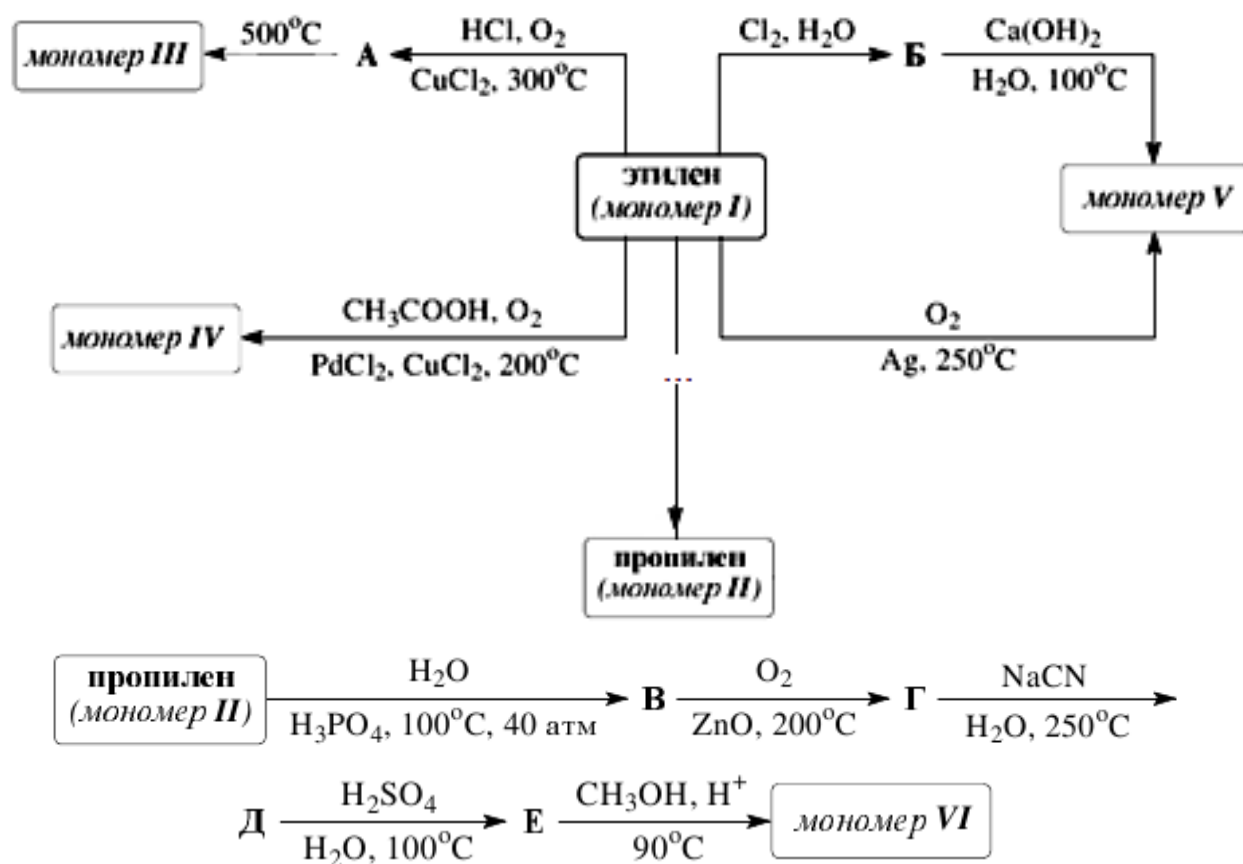 500°C
HCl, O₂
Cl₂, H₂O
Ca(OH)₂
мономер III
А
Б
CuCl₂, 300°C
H₂O, 100°C
этилен
(мономер I)
мономер V
CH₃COOH, O₂
O₂
мономер IV
PdCl₂, CuCl₂, 200°C
Ag, 250°C
...
пропилен
(мономер II)
пропилен
(мономер II)
H₂O
H₃PO₄, 100°C, 40 атм
В
O₂
ZnO, 200°C
Г
NaCN
H₂O, 250°C
Д
H₂SO₄
H₂O, 100°C
Е
CH₃OH, H⁺
90°C
мономер VI